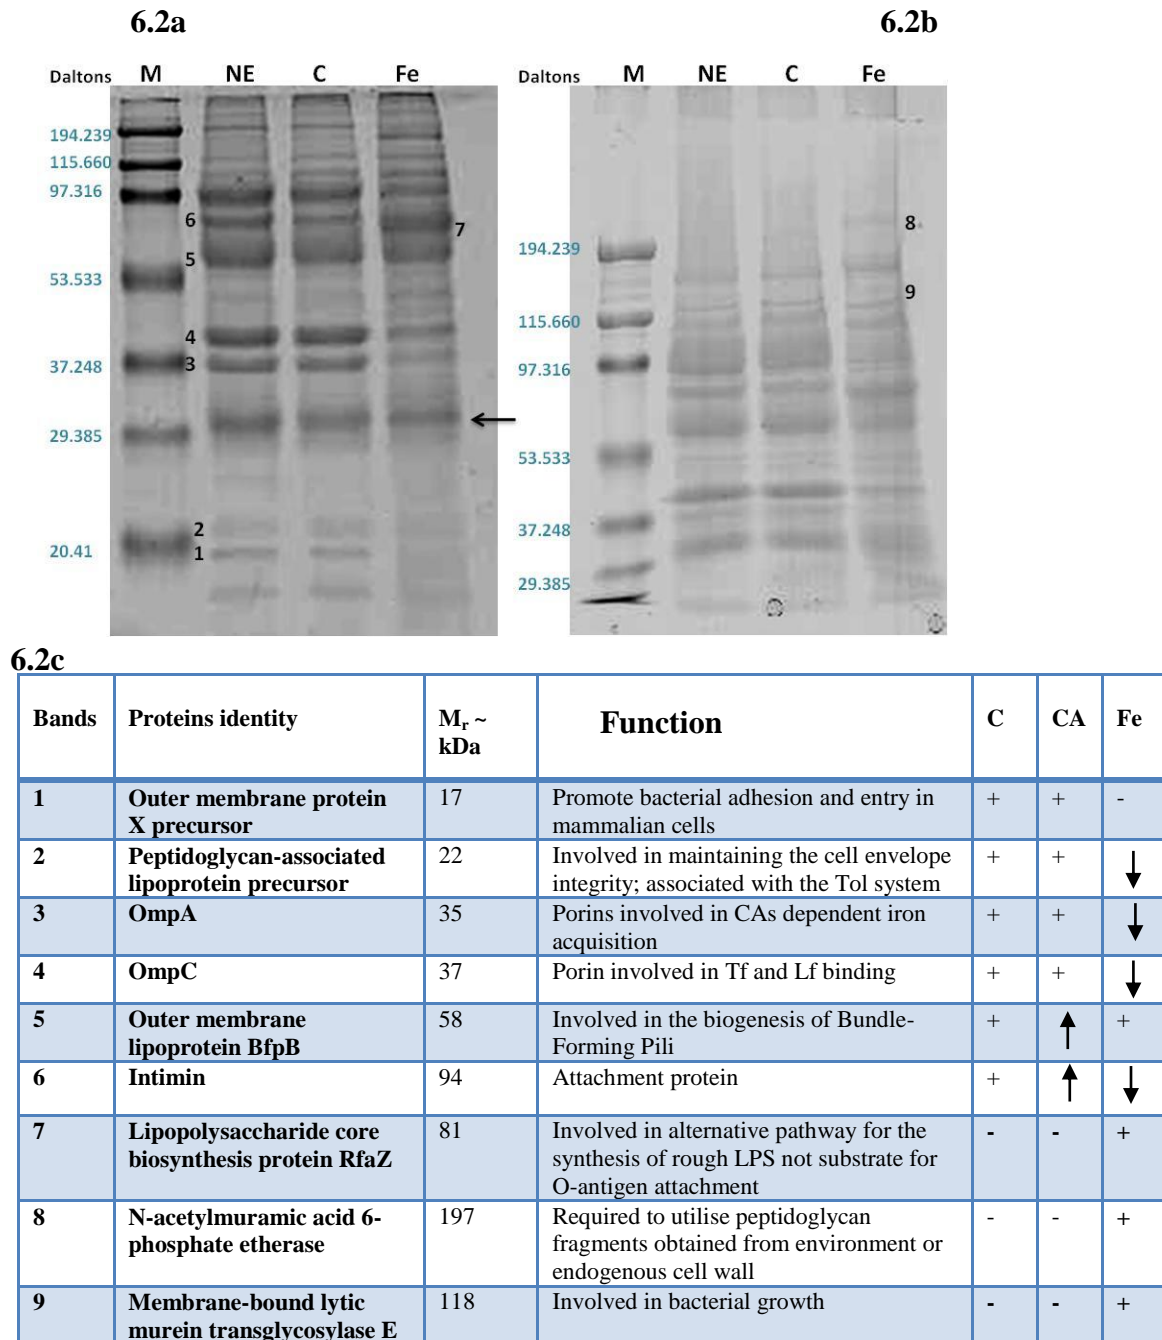 6.2a
6.2b
Daltons M NE C Fe
194.239
115.660
97.316
53.533
37.248
29.385
20.41
6
5
4
3
2
1
7
Daltons M NE C Fe
194.239
115.660
97.316
53.533
37.248
29.385
8
9
6.2c
Bands Proteins identity Mr ~ kDa Function C CA Fe
1 Outer membrane protein 17 Promote bacterial adhesion and entry in + + -
X precursor mammalian cells
2 Peptidoglycan-associated 22 Involved in maintaining the cell envelope + + ↓
lipoprotein precursor integrity; associated with the Tol system
3 OmpA 35 Porins involved in CAs dependent iron + + ↓
acquisition
4 OmpC 37 Porin involved in Tf and Lf binding + + ↓
5 Outer membrane 58 Involved in the biogenesis of Bundle- + ↑ +
lipoprotein BfpB Forming Pili
6 Intimin 94 Attachment protein + ↑ ↓
7 Lipopolysaccharide core 81 Involved in alternative pathway for the - - +
biosynthesis protein RfaZ synthesis of rough LPS not substrate for
O-antigen attachment
8 N-acetylmuramic acid 6- 197 Required to utilise peptidoglycan - - +
phosphate etherase fragments obtained from environment or
endogenous cell wall
9 Membrane-bound lytic 118 Involved in bacterial growth - - +
murein transglycosylase E